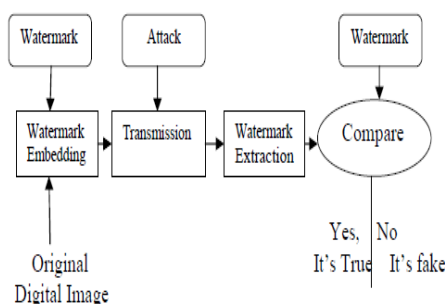 Watermark
Attack
Watermark
Watermark
Embedding
Transmission
Watermark
Extraction
Compare
Original
Digital Image
Yes,
It's True
No
It's fake